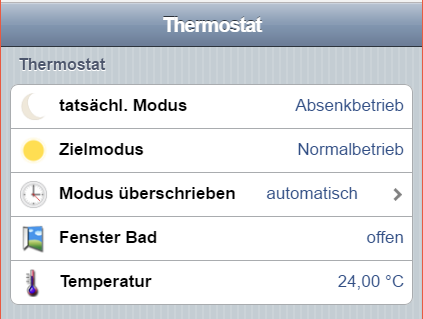 Thermostat
Thermostat
tatsächl. Modus Absenkbetrieb
Zielmodus Normalbetrieb
Modus überschrieben automatisch
Fenster Bad offen
Temperatur 24,00 °C